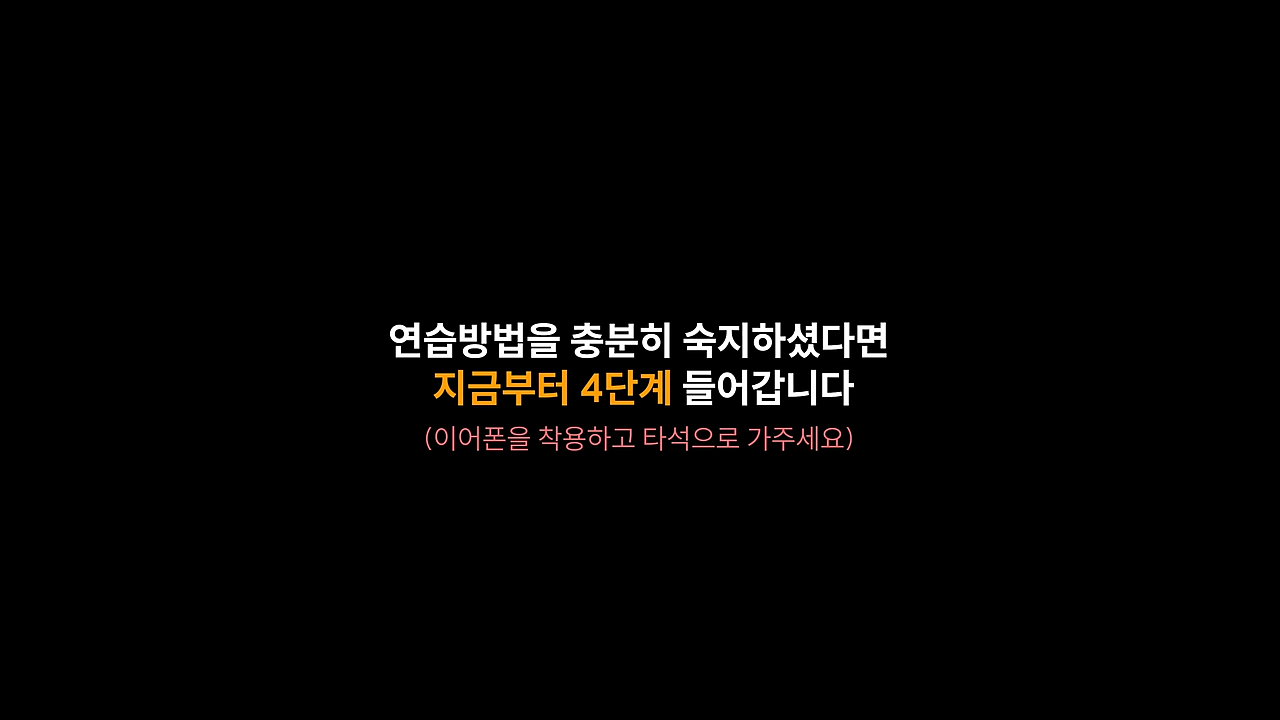 연습방법을 충분히 숙지하셨다면
지금부터 4단계 들어갑니다
(이어폰을 착용하고 타석으로 가주세요)